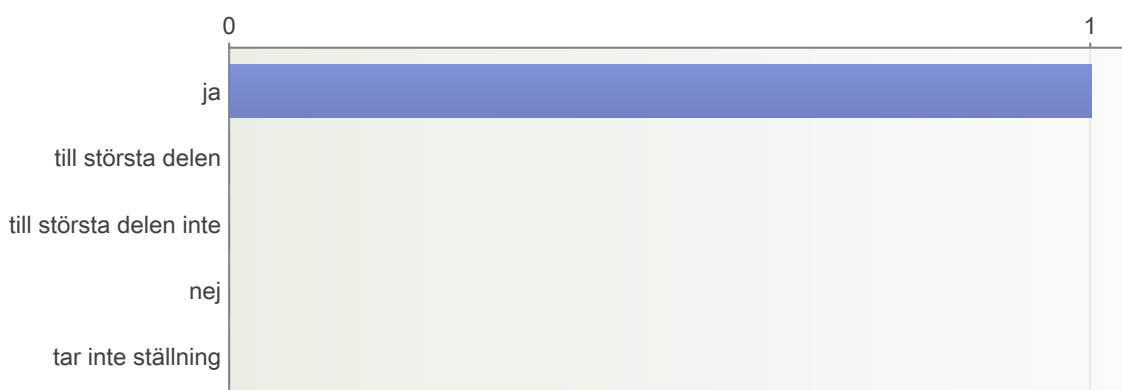 0 1
ja
till största delen
till största delen inte
nej
tar inte ställning